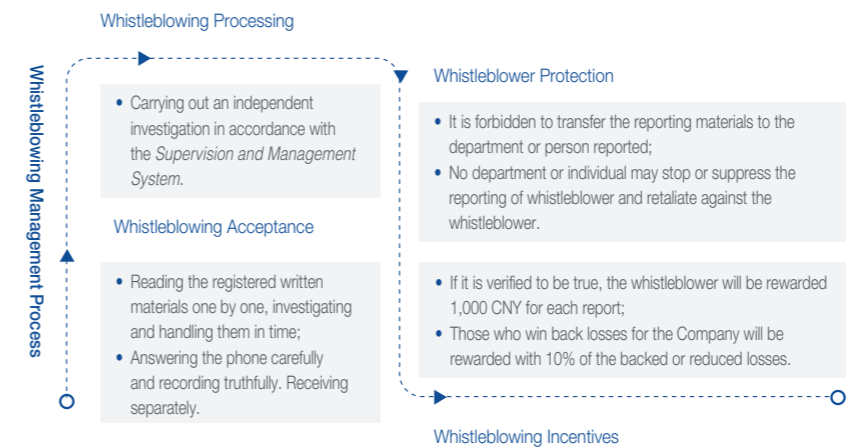 Whistleblowing Management Process
Whistleblowing Processing
• Carrying out an independent
investigation in accordance with
the Supervision and Management
System.
Whistleblowing Acceptance
• Reading the registered written
materials one by one, investigating
and handling them in time;
• Answering the phone carefully
and recording truthfully. Receiving
separately.
Whistleblower Protection
• It is forbidden to transfer the reporting materials to the
department or person reported;
• No department or individual may stop or suppress the
reporting of whistleblower and retaliate against the
whistleblower.
• If it is verified to be true, the whistleblower will be rewarded
1,000 CNY for each report;
• Those who win back losses for the Company will be
rewarded with 10% of the backed or reduced losses.
Whistleblowing Incentives